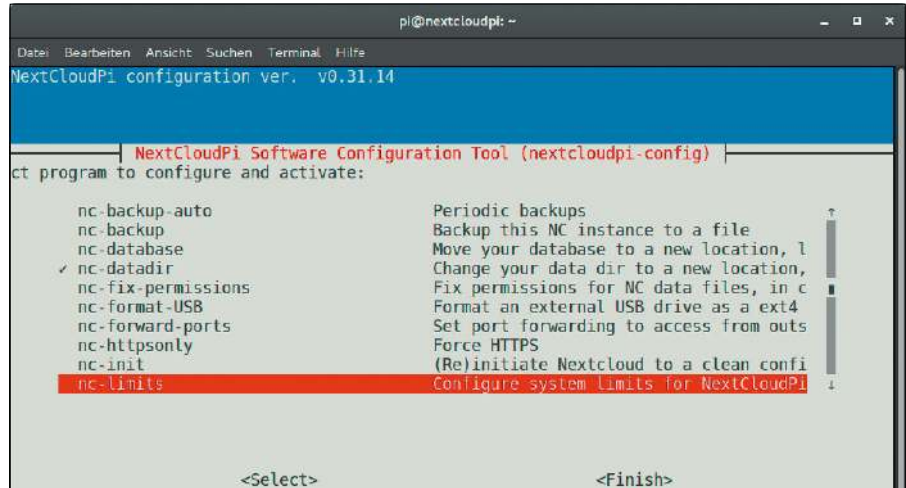 pi@nextcloudpi: ~
Datei Bearbeiten Ansicht Suchen Terminal Hilfe
NextCloudPi configuration ver. v0.31.14
NextCloudPi Software Configuration Tool (nextcloudpi-config)
ct program to configure and activate:
nc-backup-auto Periodic backups
nc-backup Backup this NC instance to a file
nc-database Move your database to a new location, l
✓ nc-datadir Change your data dir to a new location,
nc-fix-permissions Fix permissions for NC data files, in c
nc-format-USB Format an external USB drive as a ext4
nc-forward-ports Set port forwarding to access from outs
nc-httpsonly Force HTTPS
nc-init (Re)initiate Nextcloud to a clean confi
nc-limits Configure system limits for NextCloudPi
<Select> <Finish>